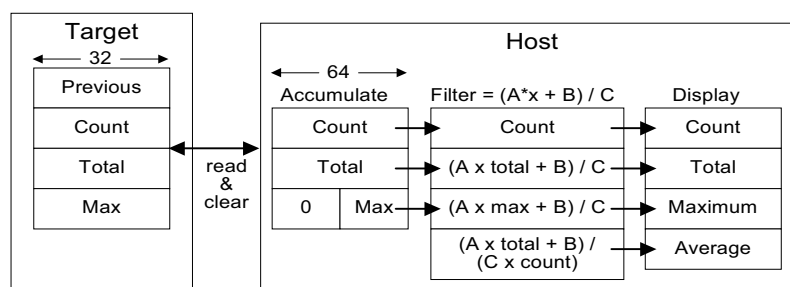 Target
32
Previous
Count
Total
Max
read
&
clear
Host
64
Accumulate
Count
Total
0 Max
Filter = (A*x + B) / C
Count
(A x total + B) / C
(A x max + B) / C
(A x total + B) /
(C x count)
Display
Count
Total
Maximum
Average